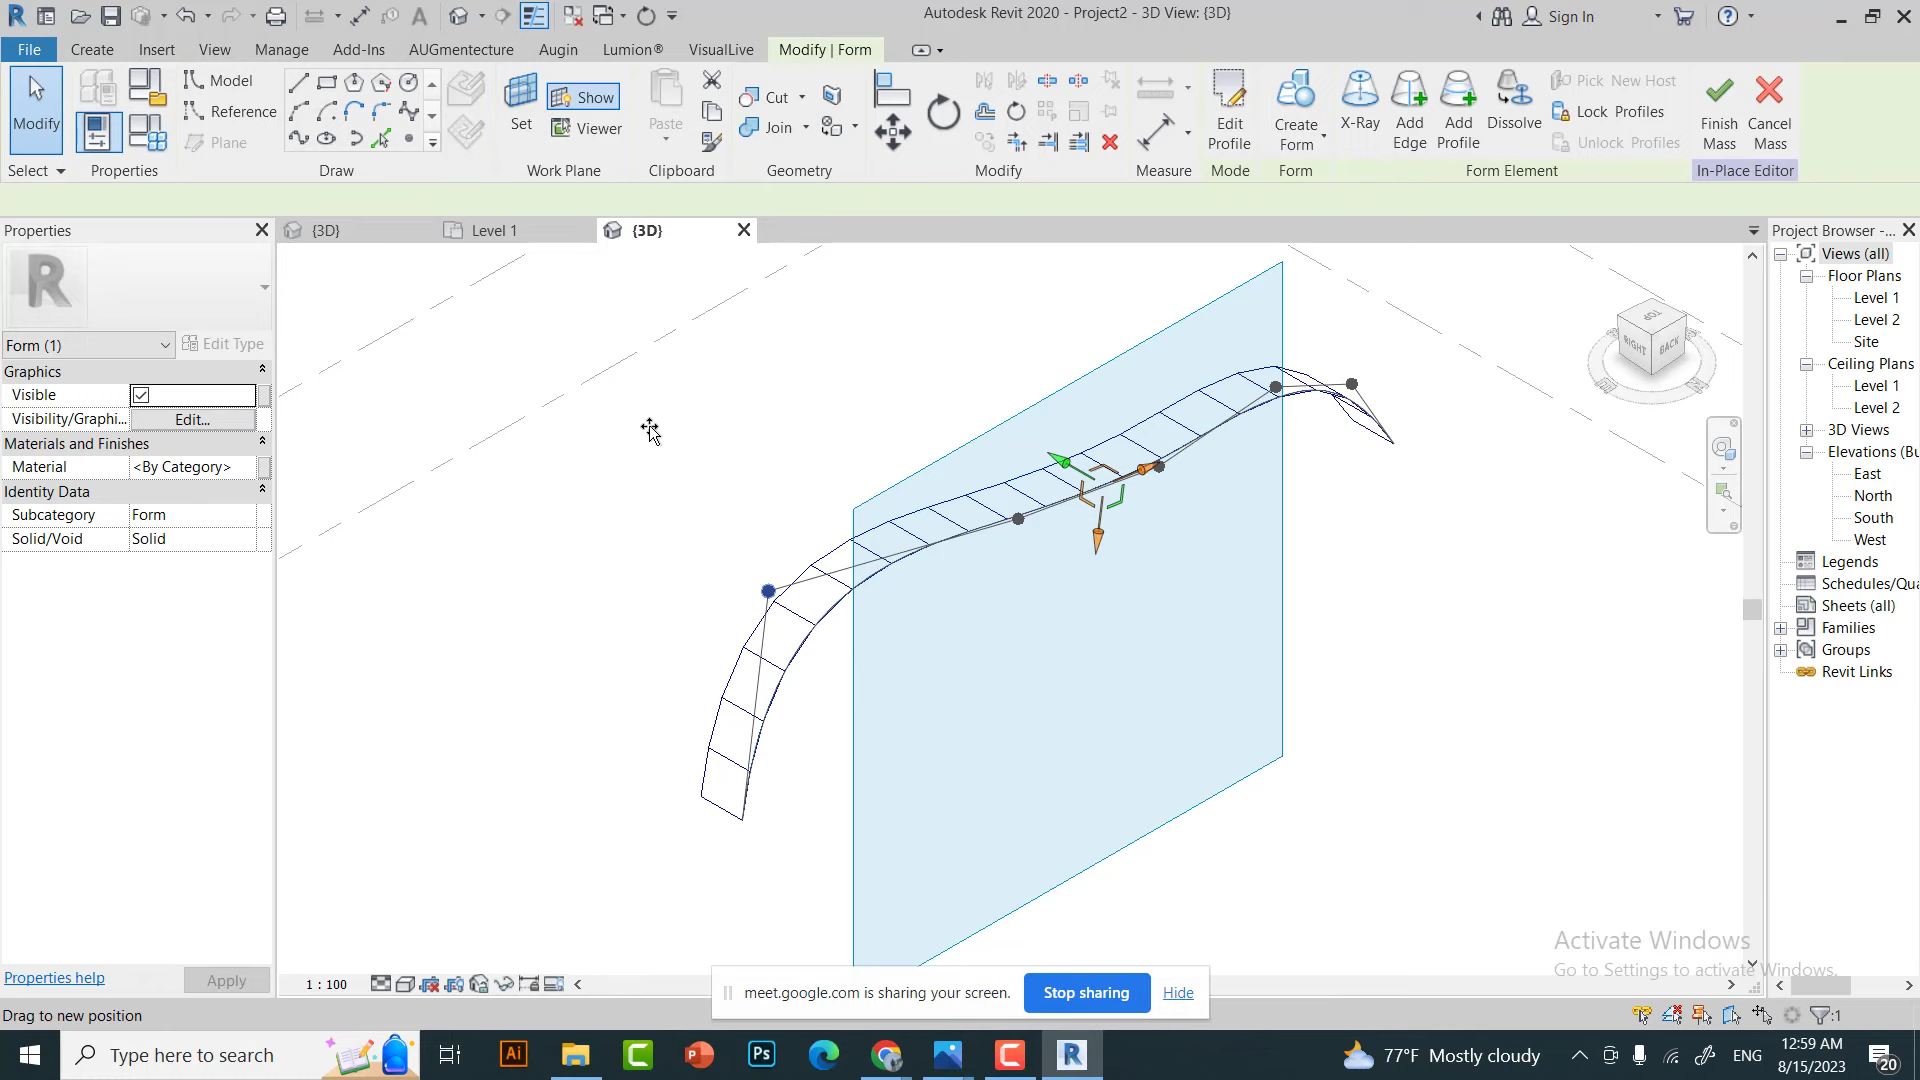 Autodesk Revit 2020 - Project2 - 3D View: {3D}
Sign In
File
Create
Insert
View
Manage
Add-Ins
AUGmentecture
Augin
Lumion®
VisualLive
Modify | Form
Modify
Model
Reference
Plane
Set
Show
Viewer
Paste
Cut
Join
Edit
Profile
Create
Form
X-Ray
Add
Edge
Add
Profile
Dissolve
Pick New Host
Lock Profiles
Unlock Profiles
Finish
Mass
Cancel
Mass
Select
Properties
Draw
Work Plane
Clipboard
Geometry
Modify
Measure
Mode
Form
Form Element
In-Place Editor
Properties
{3D}
Level 1
{3D}
Project Browser -...
R
Form (1)
Edit Type
Graphics
Visible
Visibility/Graphi...
Edit...
Materials and Finishes
Material
<By Category>
Identity Data
Subcategory
Form
Solid/Void
Solid
Properties help
Apply
TOP
RIGHT
BACK
Views (all)
Floor Plans
Level 1
Level 2
Site
Ceiling Plans
Level 1
Level 2
3D Views
Elevations (Bu
East
North
South
West
Legends
Schedules/Qua
Sheets (all)
Families
Groups
Revit Links
Activate Windows
Go to Settings to activate Windows.
1 : 100
meet.google.com is sharing your screen.
Stop sharing
Hide
Drag to new position
:1
Type here to search
Ai
Ps
R
77°F Mostly cloudy
ENG
12:59 AM
8/15/2023
20